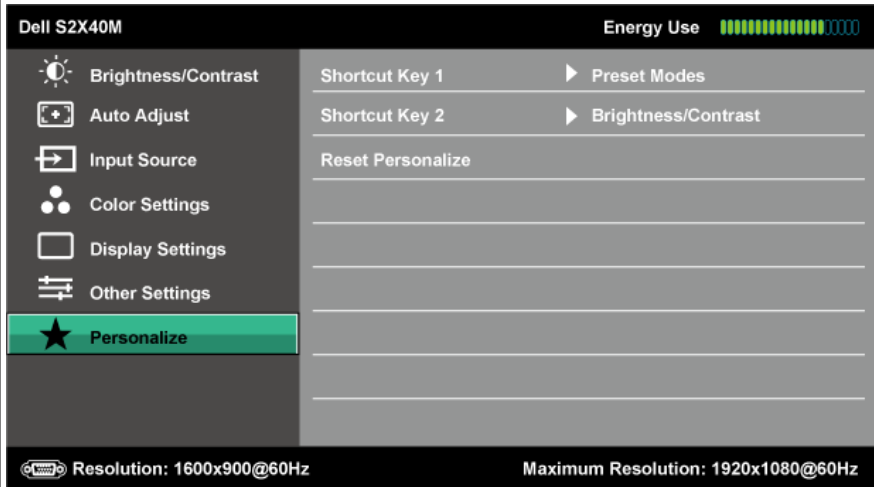 Dell S2X40M Energy Use
Brightness/Contrast Shortcut Key 1 Preset Modes
Auto Adjust Shortcut Key 2 Brightness/Contrast
Input Source Reset Personalize
Color Settings
Display Settings
Other Settings
Personalize
Resolution: 1600x900@60Hz Maximum Resolution: 1920x1080@60Hz